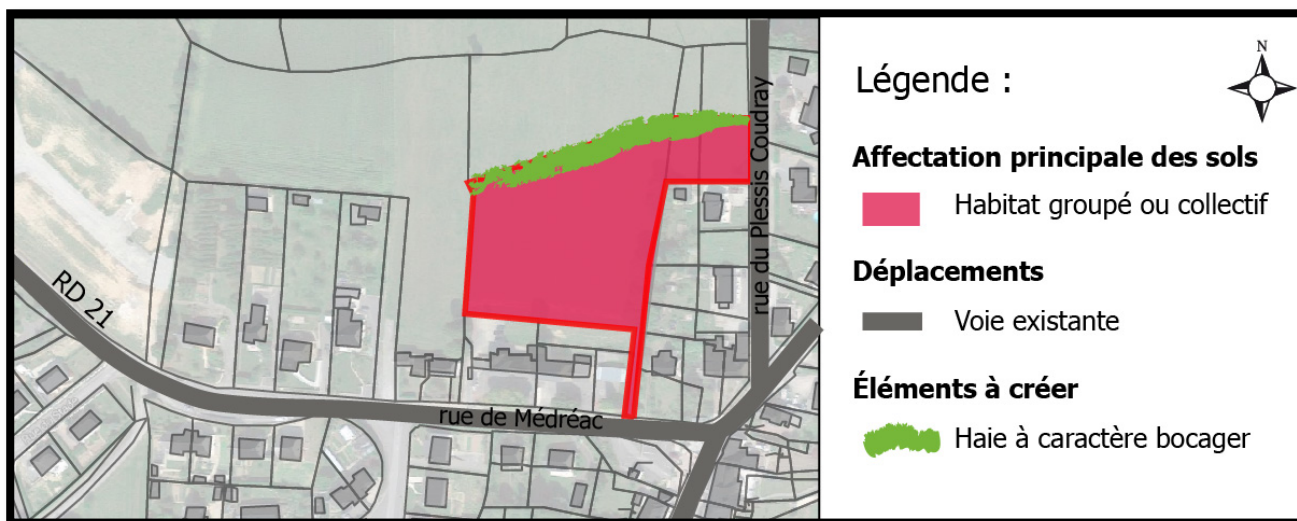 RD 21
rue de Médréac
rue du Plessis Coudray
N
Légende :
Affectation principale des sols
Habitat groupé ou collectif
Déplacements
Voie existante
Éléments à créer
Haie à caractère bocager